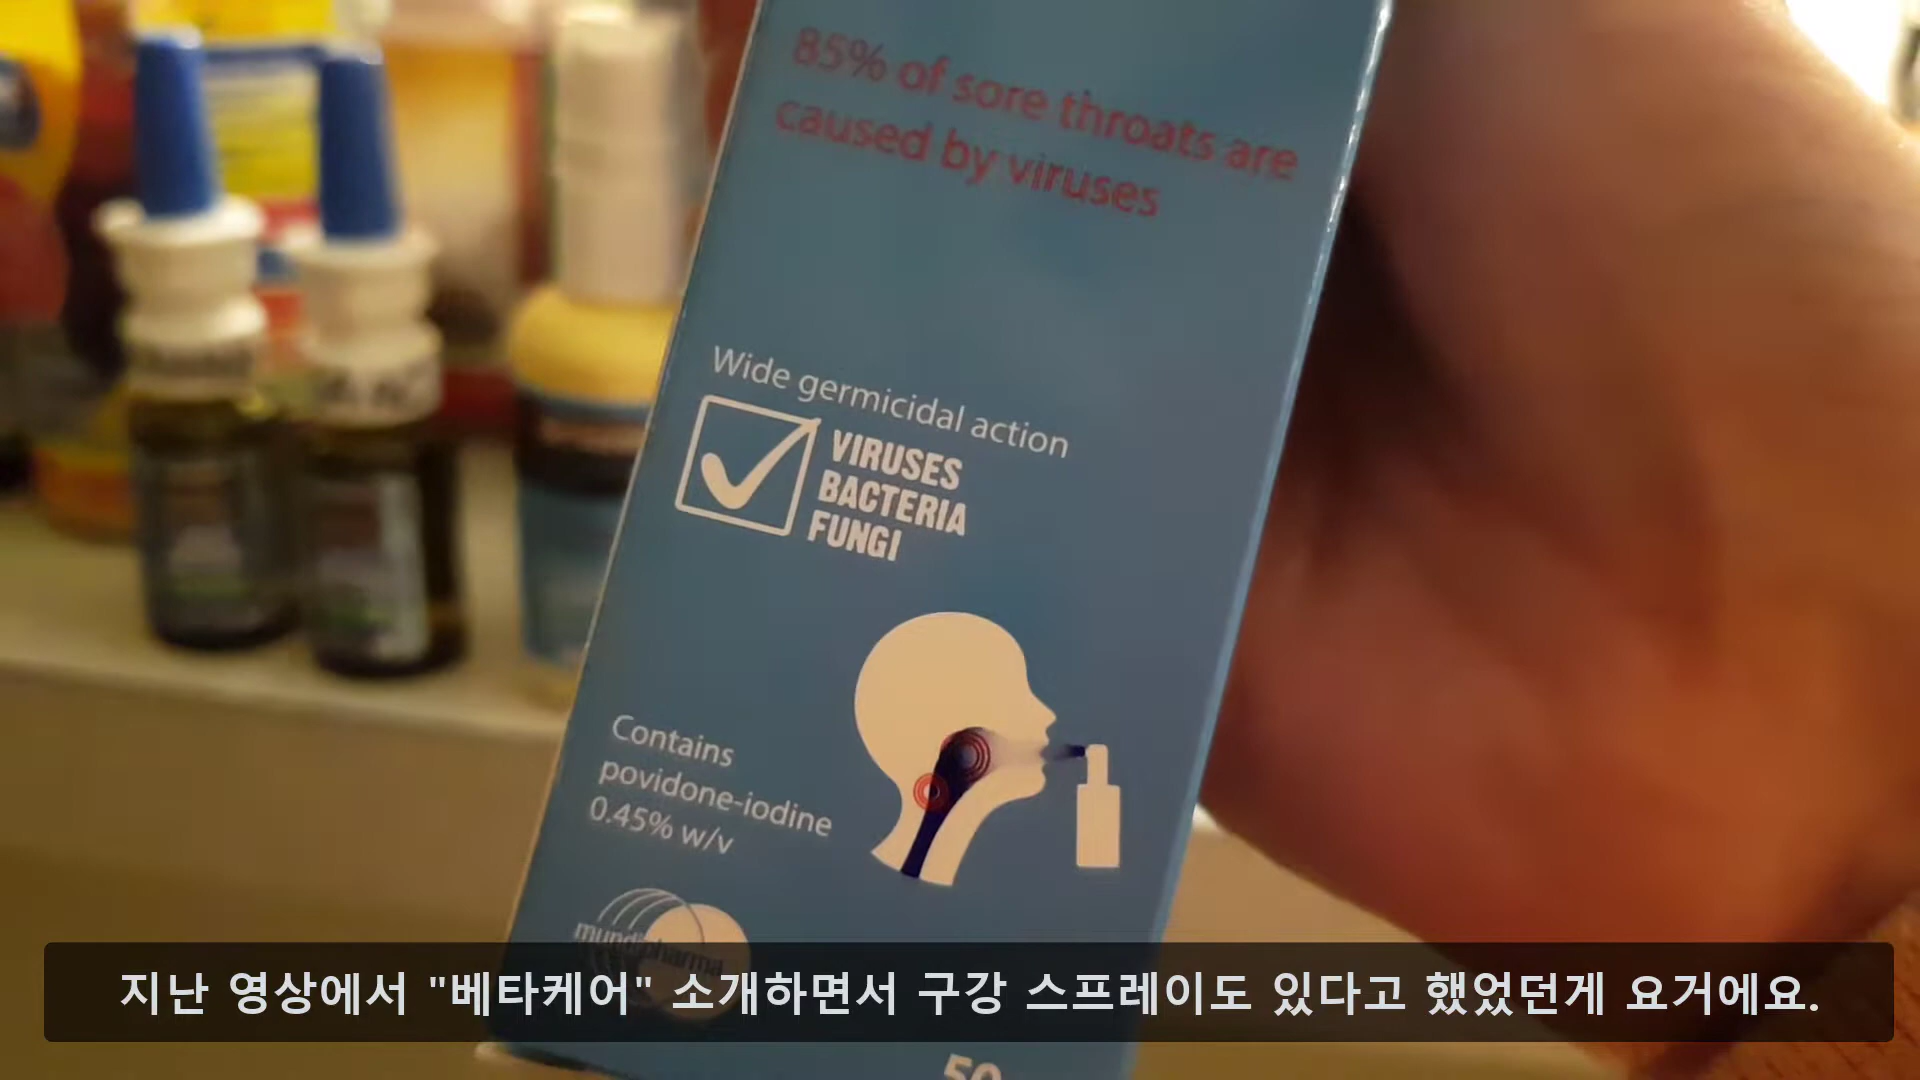 85% of sore throats are
caused by viruses
Wide germicidal action
VIRUSES
BACTERIA
FUNGI
Contains
povidone-iodine
0.45% w/v
mundipharma
50
지난 영상에서 "베타케어" 소개하면서 구강 스프레이도 있다고 했었던게 요거에요.